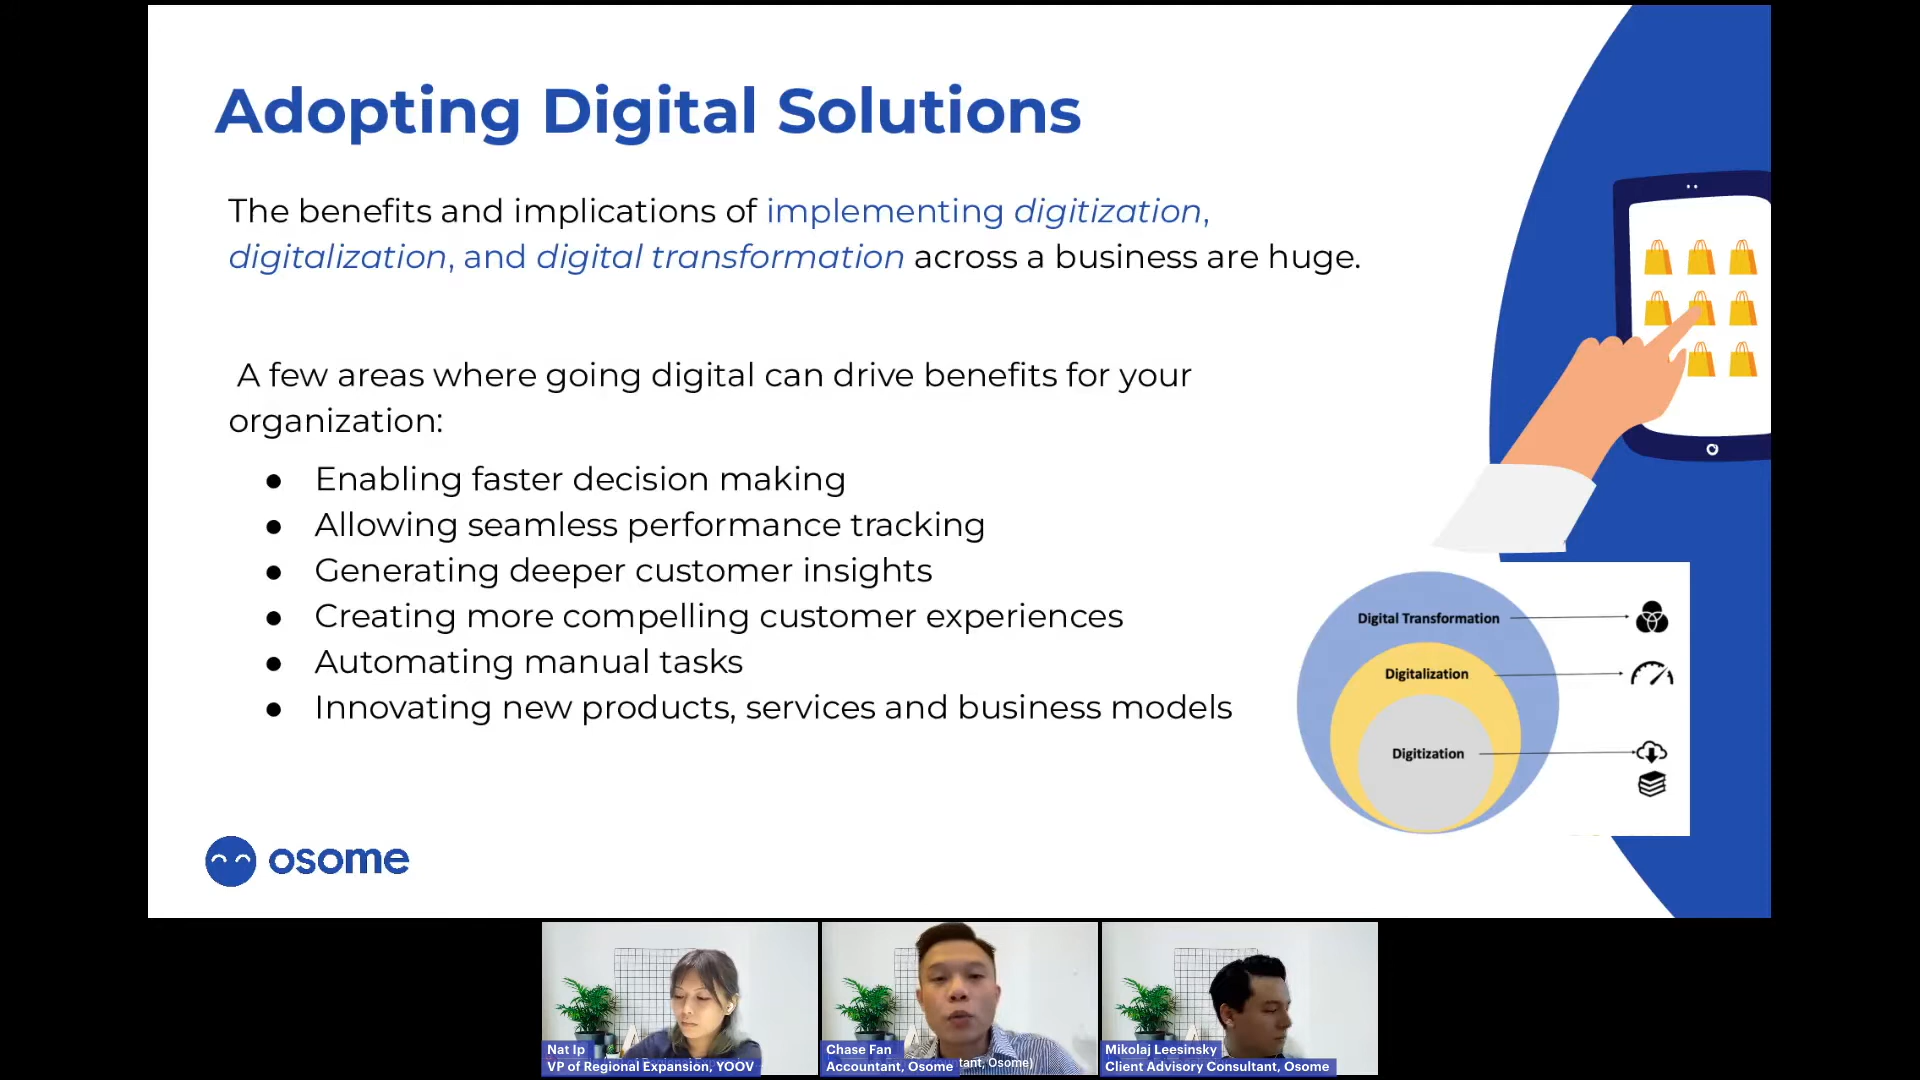 Adopting Digital Solutions
The benefits and implications of implementing digitization,
digitalization, and digital transformation across a business are huge.
A few areas where going digital can drive benefits for your
organization:
● Enabling faster decision making
● Allowing seamless performance tracking
● Generating deeper customer insights
● Creating more compelling customer experiences
● Automating manual tasks
● Innovating new products, services and business models
Digital Transformation
Digitalization
Digitization
osome
Nat Ip
VP of Regional Expansion, YOOV
Chase Fan
Accountant, Osome
tant, Osome)
Mikolaj Leesinsky
Client Advisory Consultant, Osome